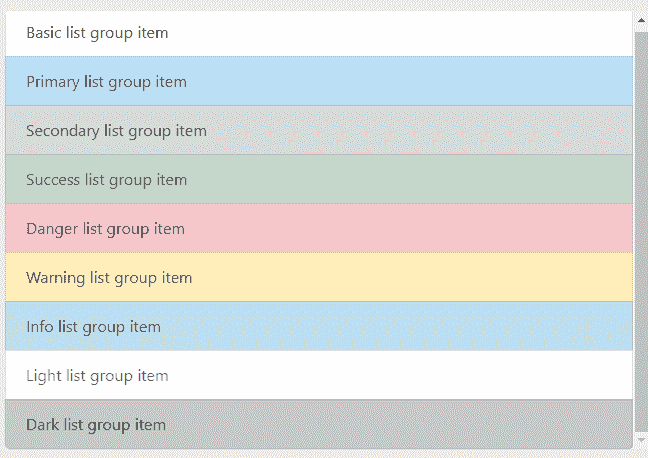 Basic list group item
Primary list group item
Secondary list group item
Success list group item
Danger list group item
Warning list group item
Info list group item
Light list group item
Dark list group item